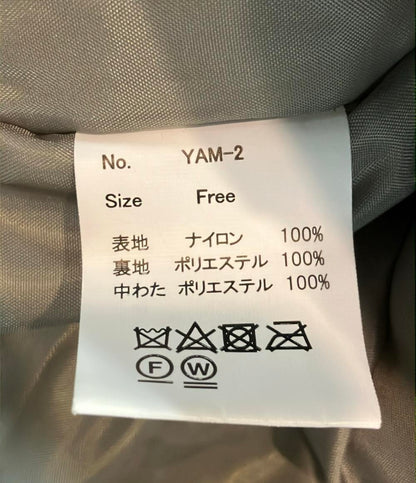 No. YAM-2
Size Free
表地 ナイロン 100%
裏地 ポリエステル 100%
中わた ポリエステル 100%
F W